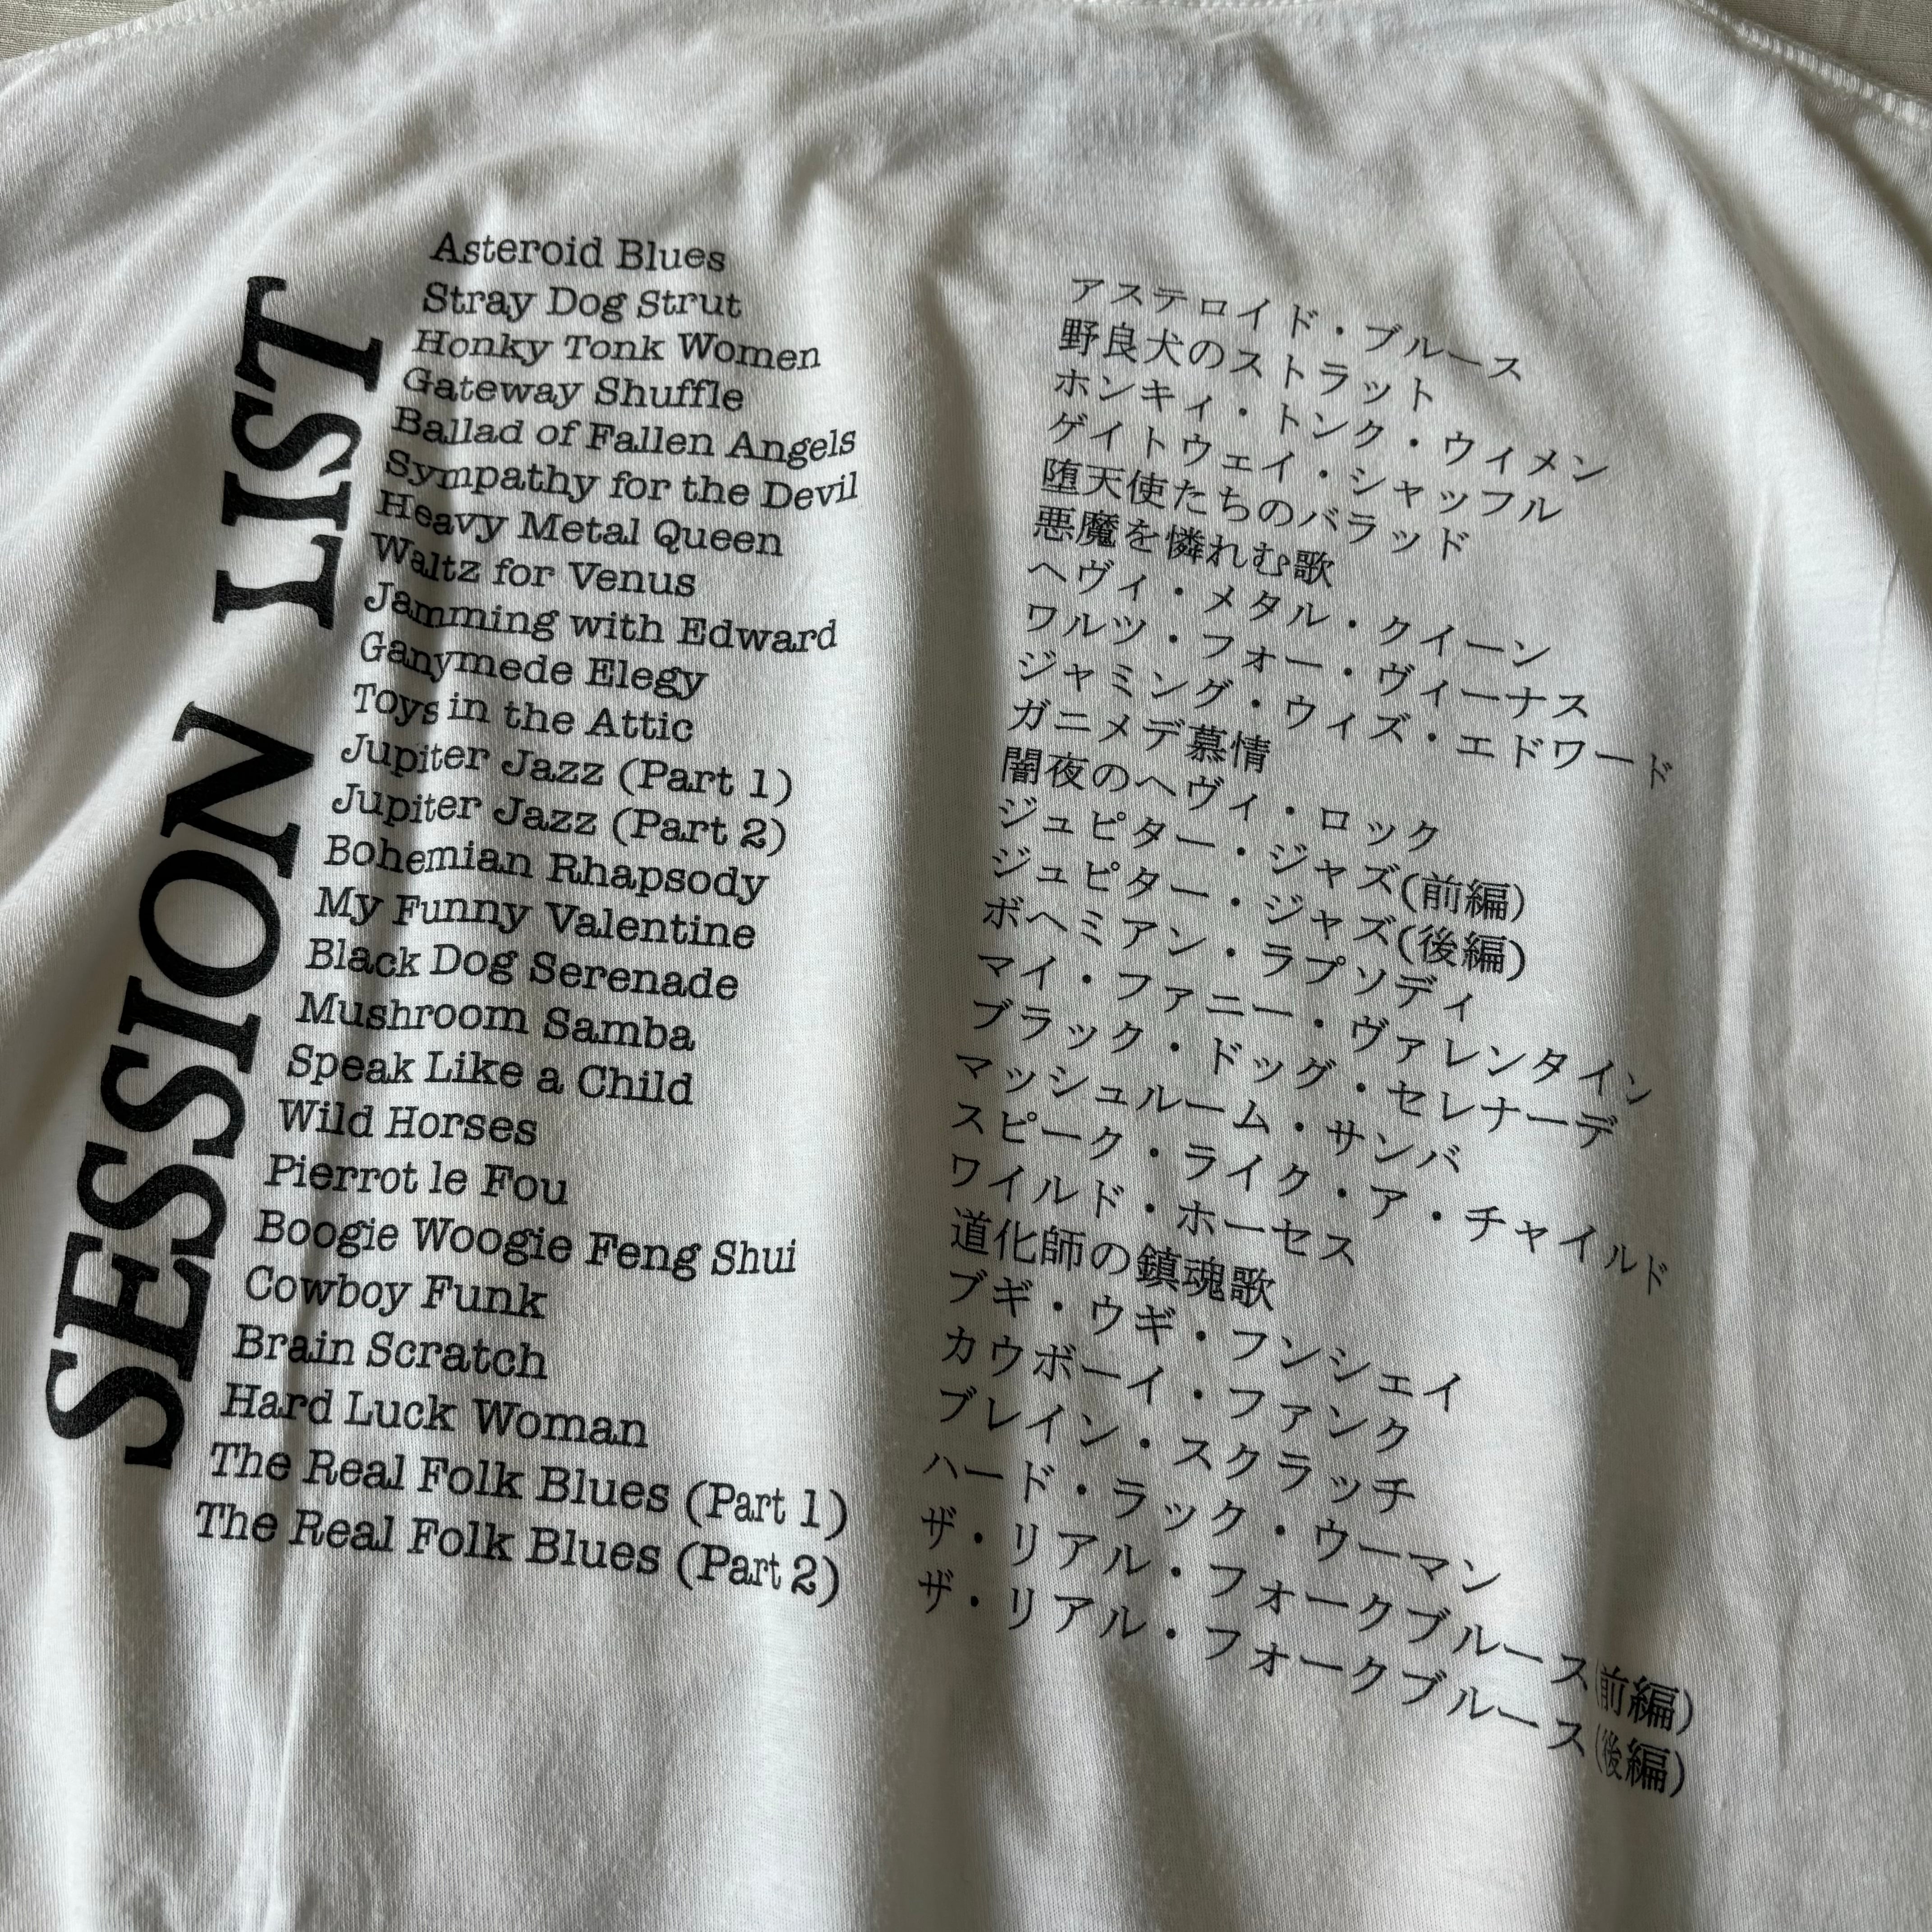 SESSION LIST
Asteroid Blues
Stray Dog Strut
Honky Tonk Women
Gateway Shuffle
Ballad of Fallen Angels
Sympathy for the Devil
Heavy Metal Queen
Waltz for Venus
Jamming with Edward
Ganymede Elegy
Toys in the Attic
Jupiter Jazz (Part 1)
Jupiter Jazz (Part 2)
Bohemian Rhapsody
My Funny Valentine
Black Dog Serenade
Mushroom Samba
Speak Like a Child
Wild Horses
Pierrot le Fou
Boogie Woogie Feng Shui
Cowboy Funk
Brain Scratch
Hard Luck Woman
The Real Folk Blues (Part 1)
The Real Folk Blues (Part 2)
アステロイド・ブルース
野良犬のストラット
ホンキィ・トンク・ウィメン
ゲイトウェイ・シャッフル
堕天使たちのバラッド
悪魔を憐れむ歌
ヘヴィ・メタル・クイーン
ワルツ・フォー・ヴィーナス
ジャミング・ウィズ・エドワード
ガニメデ慕情
闇夜のヘヴィ・ロック
ジュピター・ジャズ(前編)
ジュピター・ジャズ(後編)
ボヘミアン・ラプソディ
マイ・ファニー・ヴァレンタイン
ブラック・ドッグ・セレナーデ
マッシュルーム・サンバ
スピーク・ライク・ア・チャイルド
ワイルド・ホーセス
道化師の鎮魂歌
ブギ・ウギ・フンシェイ
カウボーイ・ファンク
ブレイン・スクラッチ
ハード・ラック・ウーマン
ザ・リアル・フォークブルース(前編)
ザ・リアル・フォークブルース(後編)